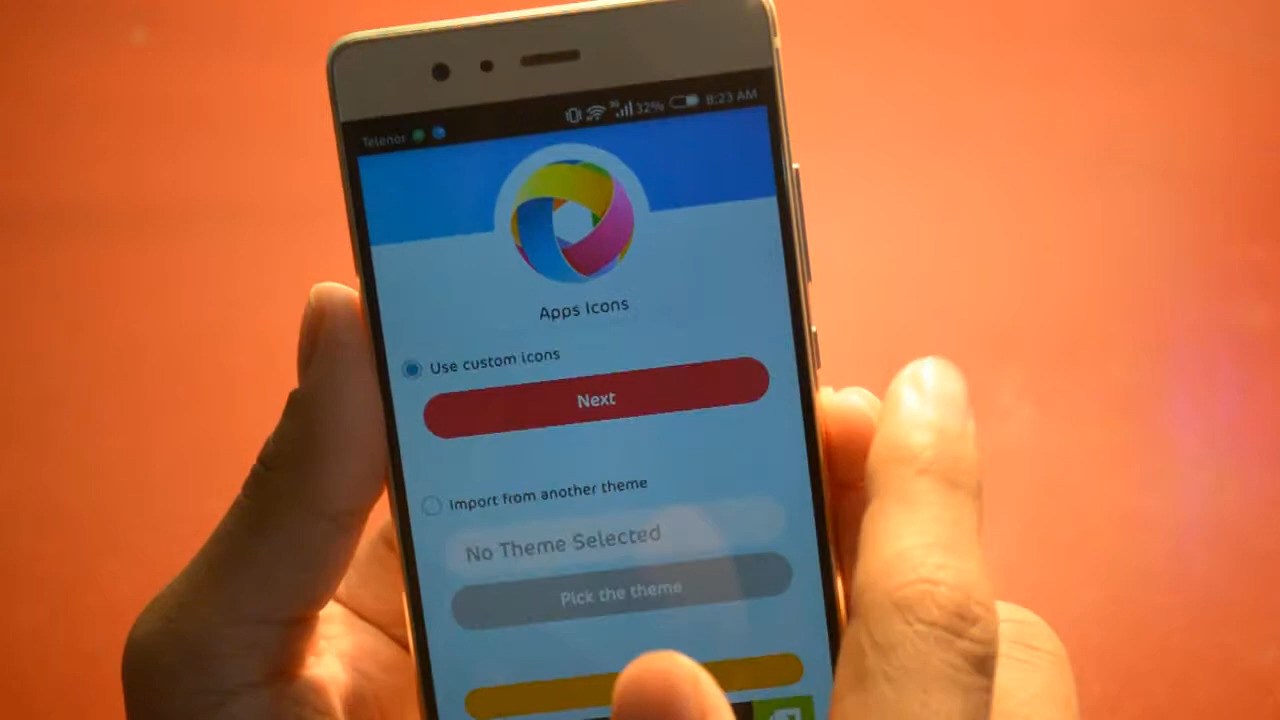 Telenor 3G 32% 8:23 AM
Apps Icons
Use custom icons
Next
Import from another theme
No Theme Selected
Pick the theme